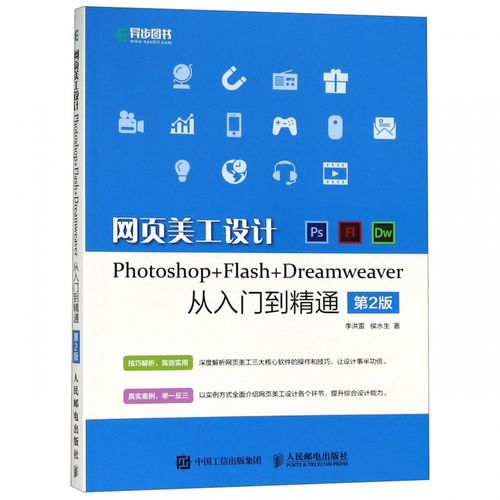 异步图书
www.epubit.com
网页美工设计
Ps
Fl
Dw
Photoshop+Flash+Dreamweaver
从入门到精通 第2版
李洪雷 侯水生 著
技巧解析，高效实用 深度解析网页美工三大核心软件的操作和技巧，让设计事半功倍。
真实案例，举一反三 以实例方式全面介绍网页美工设计各个环节，提升综合设计能力。
中国工信出版集团 人民邮电出版社
网页美工设计 Photoshop+Flash+Dreamweaver 从入门到精通 第2版 人民邮电出版社